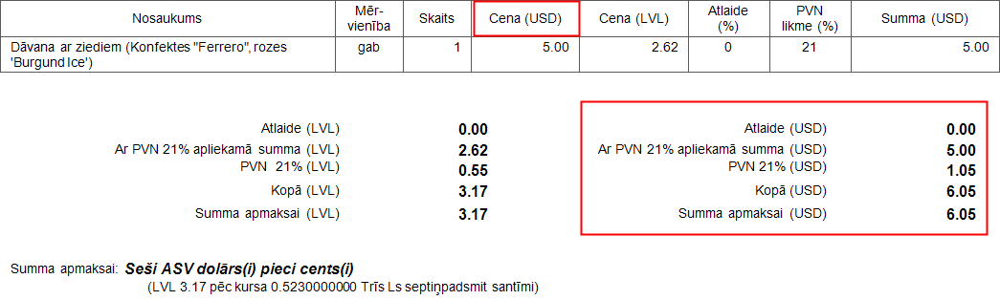 Nosaukums Mēr-vienība Skaits Cena (USD) Cena (LVL) Atlaide (%) PVN likme (%) Summa (USD)
Dāvana ar ziediem (Konfektes "Ferrero", rozes gab 1 5.00 2.62 0 21 5.00
'Burgund Ice')
Atlaide (LVL) 0.00 Atlaide (USD) 0.00
Ar PVN 21% apliekamā summa (LVL) 2.62 Ar PVN 21% apliekamā summa (USD) 5.00
PVN 21% (LVL) 0.55 PVN 21% (USD) 1.05
Kopā (LVL) 3.17 Kopā (USD) 6.05
Summa apmaksai (LVL) 3.17 Summa apmaksai (USD) 6.05
Summa apmaksai: Seši ASV dolārs(i) pieci cents(i)
(LVL 3.17 pēc kursa 0.5230000000 Trīs Ls septiņpadsmit santīmi)